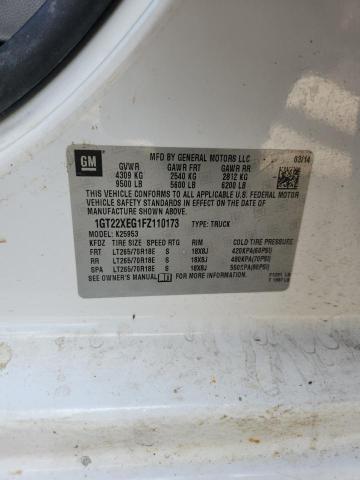 GM
MFD BY GENERAL MOTORS LLC 03/14
GVWR GAWR FRT GAWR RR
4309 KG 2540 KG 2812 KG
9500 LB 5600 LB 6200 LB
THIS VEHICLE CONFORMS TO ALL APPLICABLE U.S. FEDERAL MOTOR
VEHICLE SAFETY STANDARDS IN EFFECT ON THE DATE OF
MANUFACTURE SHOWN ABOVE.
1GT22XEG1FZ110173 TYPE: TRUCK
MODEL: K25953
KFDZ TIRE SIZE SPEED RTG RIM COLD TIRE PRESSURE
FRT LT265/70R18E S 18X8J 420KPA(60PSI)
RR LT265/70R18E S 18X8J 480KPA(70PSI)
SPA LT265/70R18E S 18X8J 550KPA(80PSI)
SEE OWNER'S MANUAL